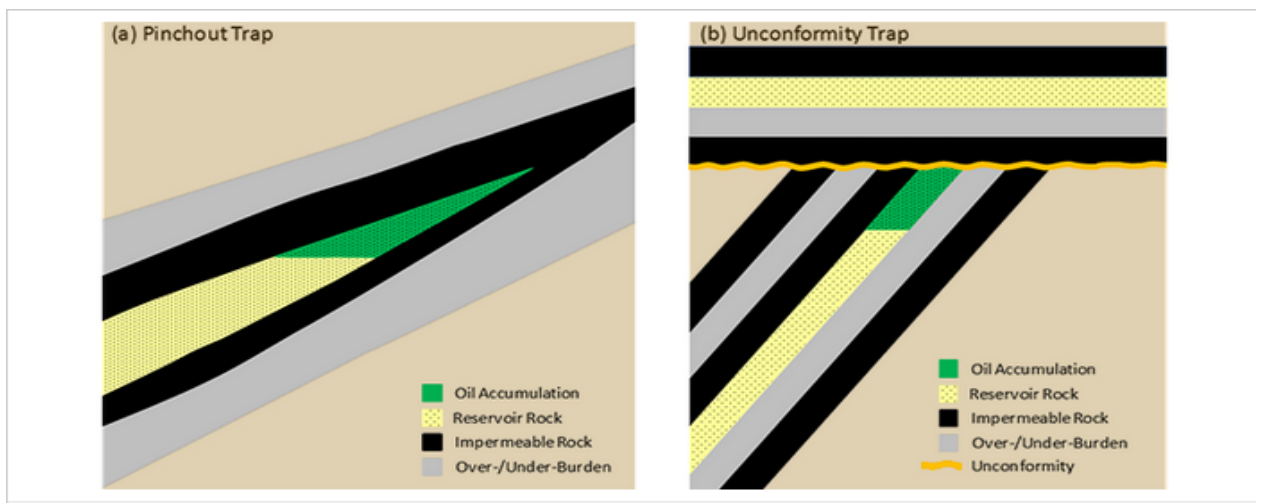 (a) Pinchout Trap
Oil Accumulation
Reservoir Rock
Impermeable Rock
Over-/Under-Burden
(b) Unconformity Trap
Oil Accumulation
Reservoir Rock
Impermeable Rock
Over-/Under-Burden
Unconformity